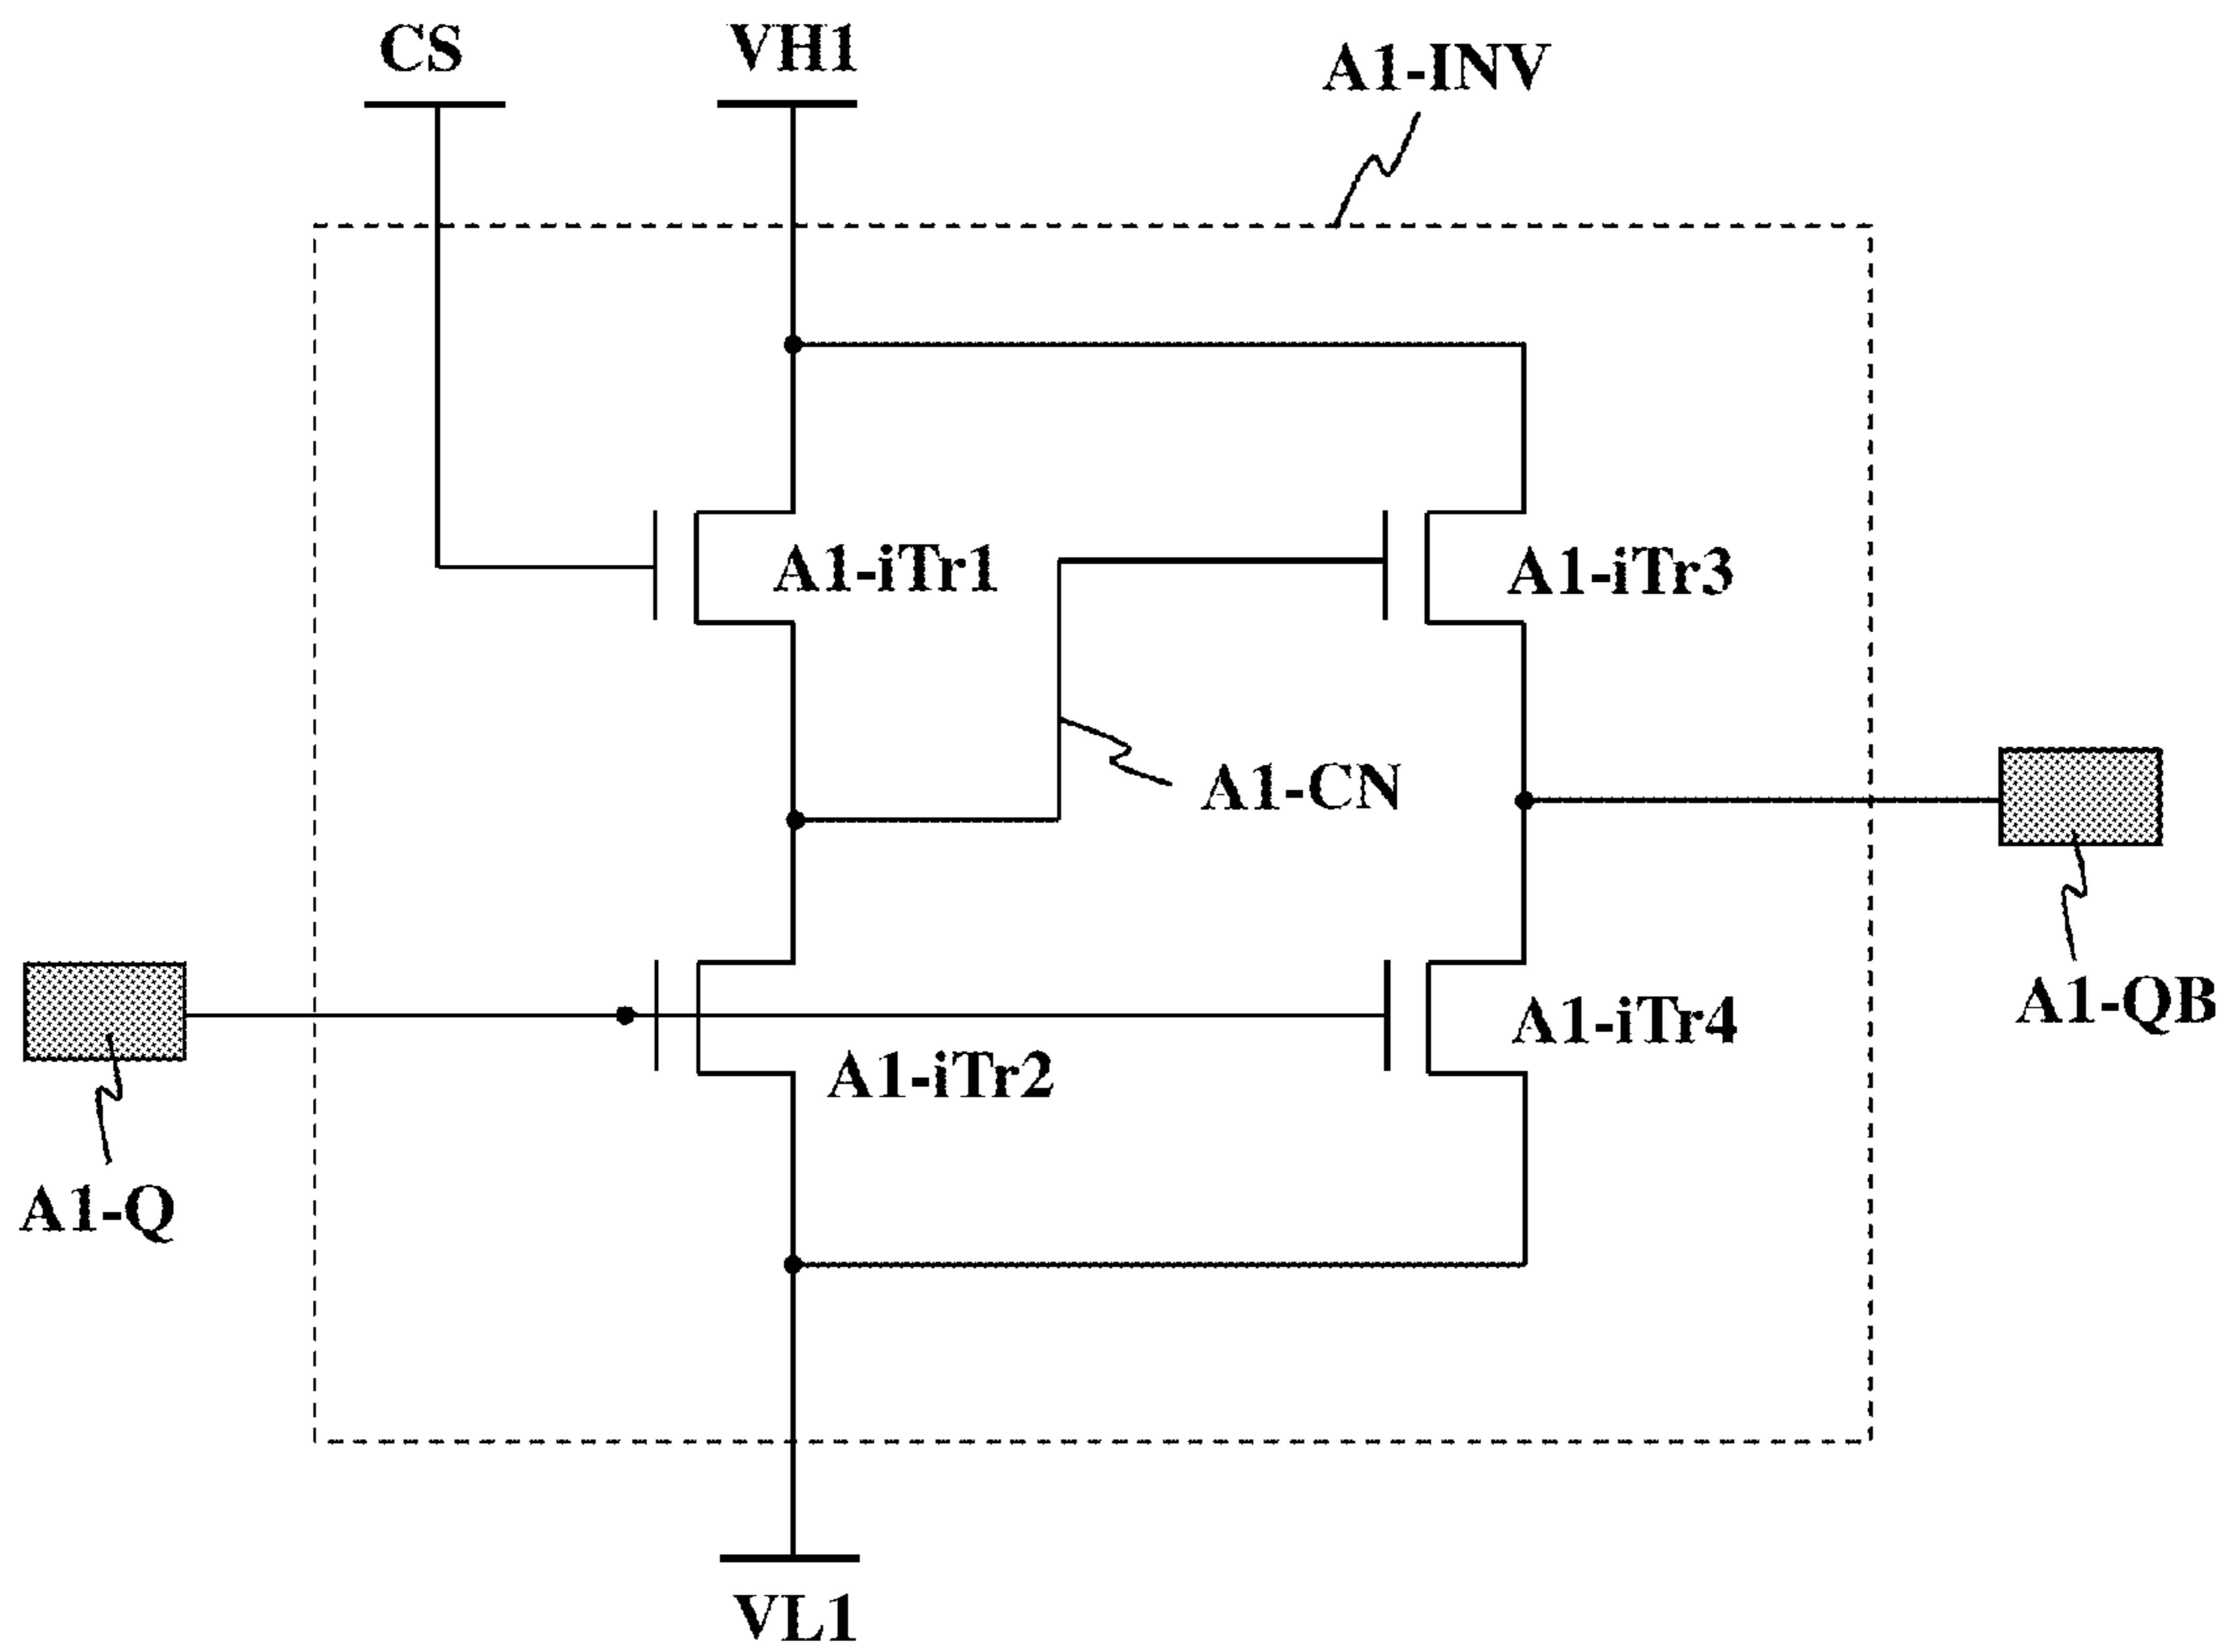 CS
VH1
A1-INV
A1-iTr1
A1-iTr3
A1-CN
A1-QB
A1-iTr4
A1-iTr2
A1-Q
VL1